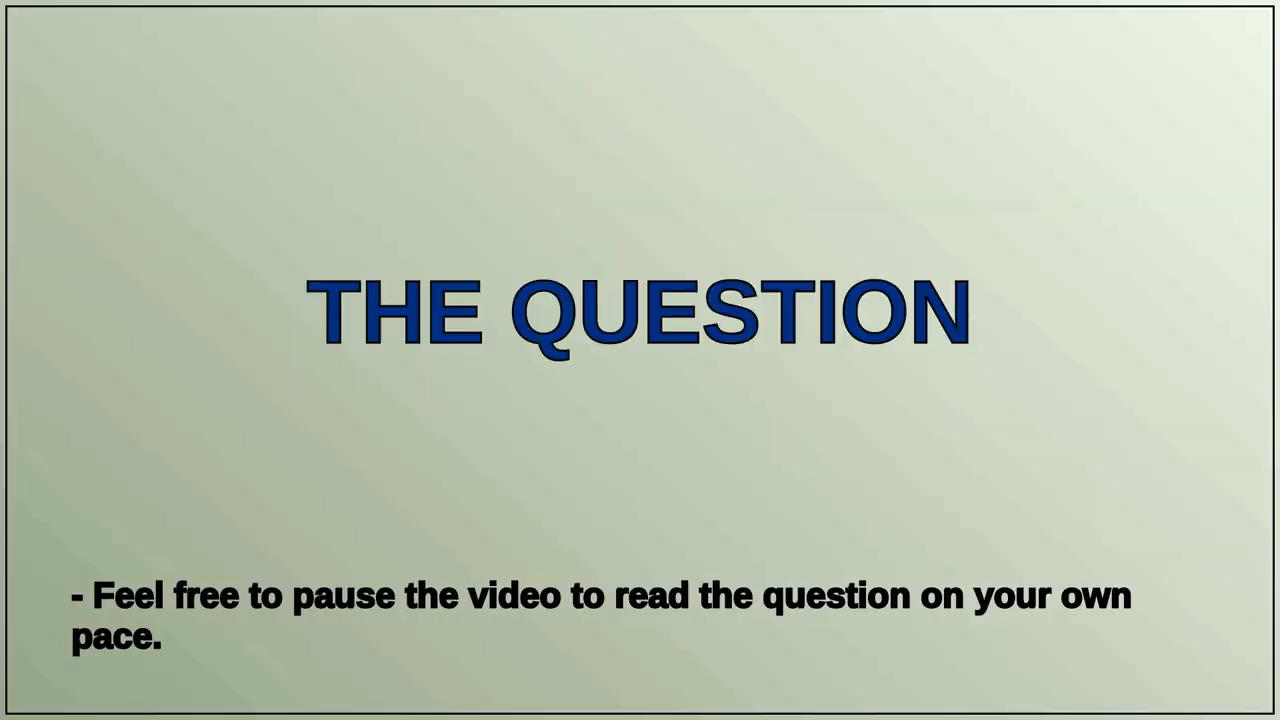 THE QUESTION
- Feel free to pause the video to read the question on your own
pace.